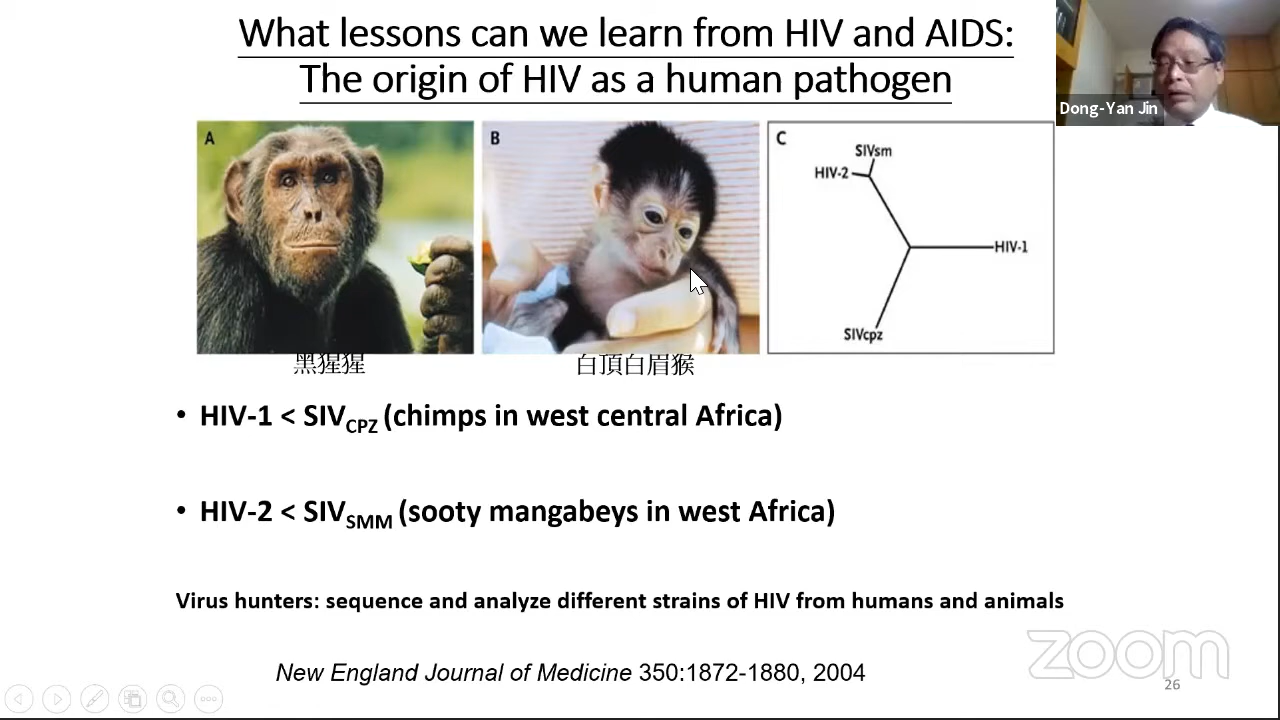 What lessons can we learn from HIV and AIDS:
The origin of HIV as a human pathogen
Dong-Yan Jin
A
B
C
SIVsm
HIV-2
HIV-1
SIVcpz
黑猩猩
白頂白眉猴
• HIV-1 < SIVCPZ (chimps in west central Africa)
• HIV-2 < SIVSMM (sooty mangabeys in west Africa)
Virus hunters: sequence and analyze different strains of HIV from humans and animals
New England Journal of Medicine 350:1872-1880, 2004
zoom
26